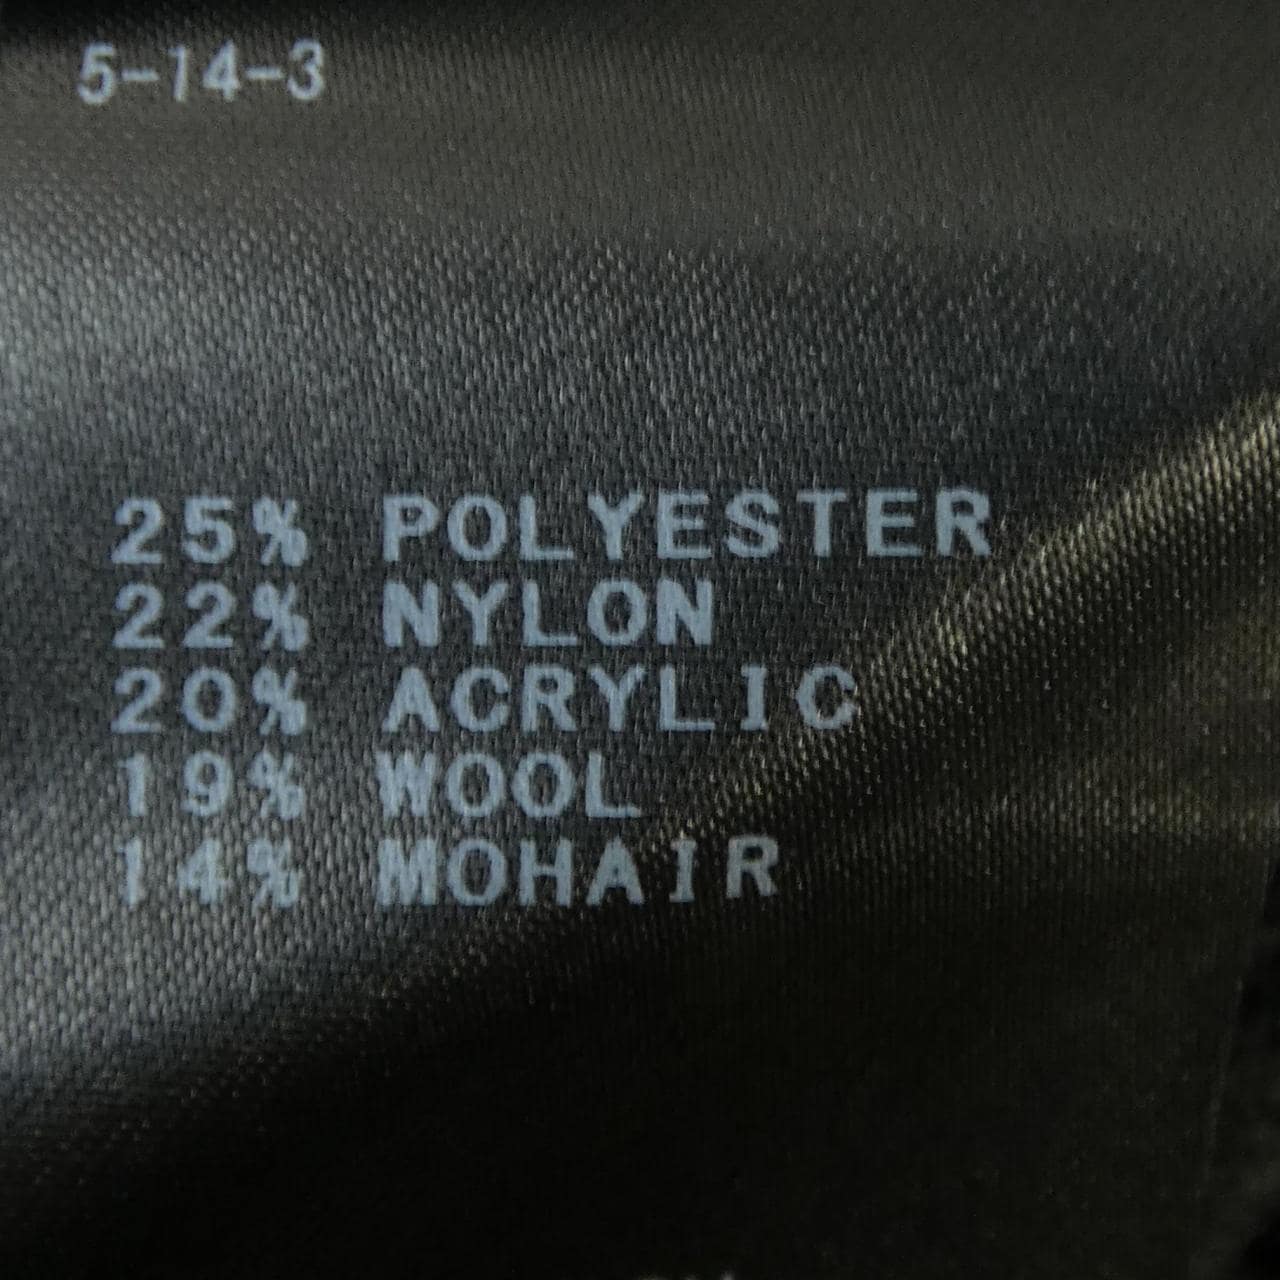 5-14-3
25% POLYESTER
22% NYLON
20% ACRYLIC
19% WOOL
14% MOHAIR